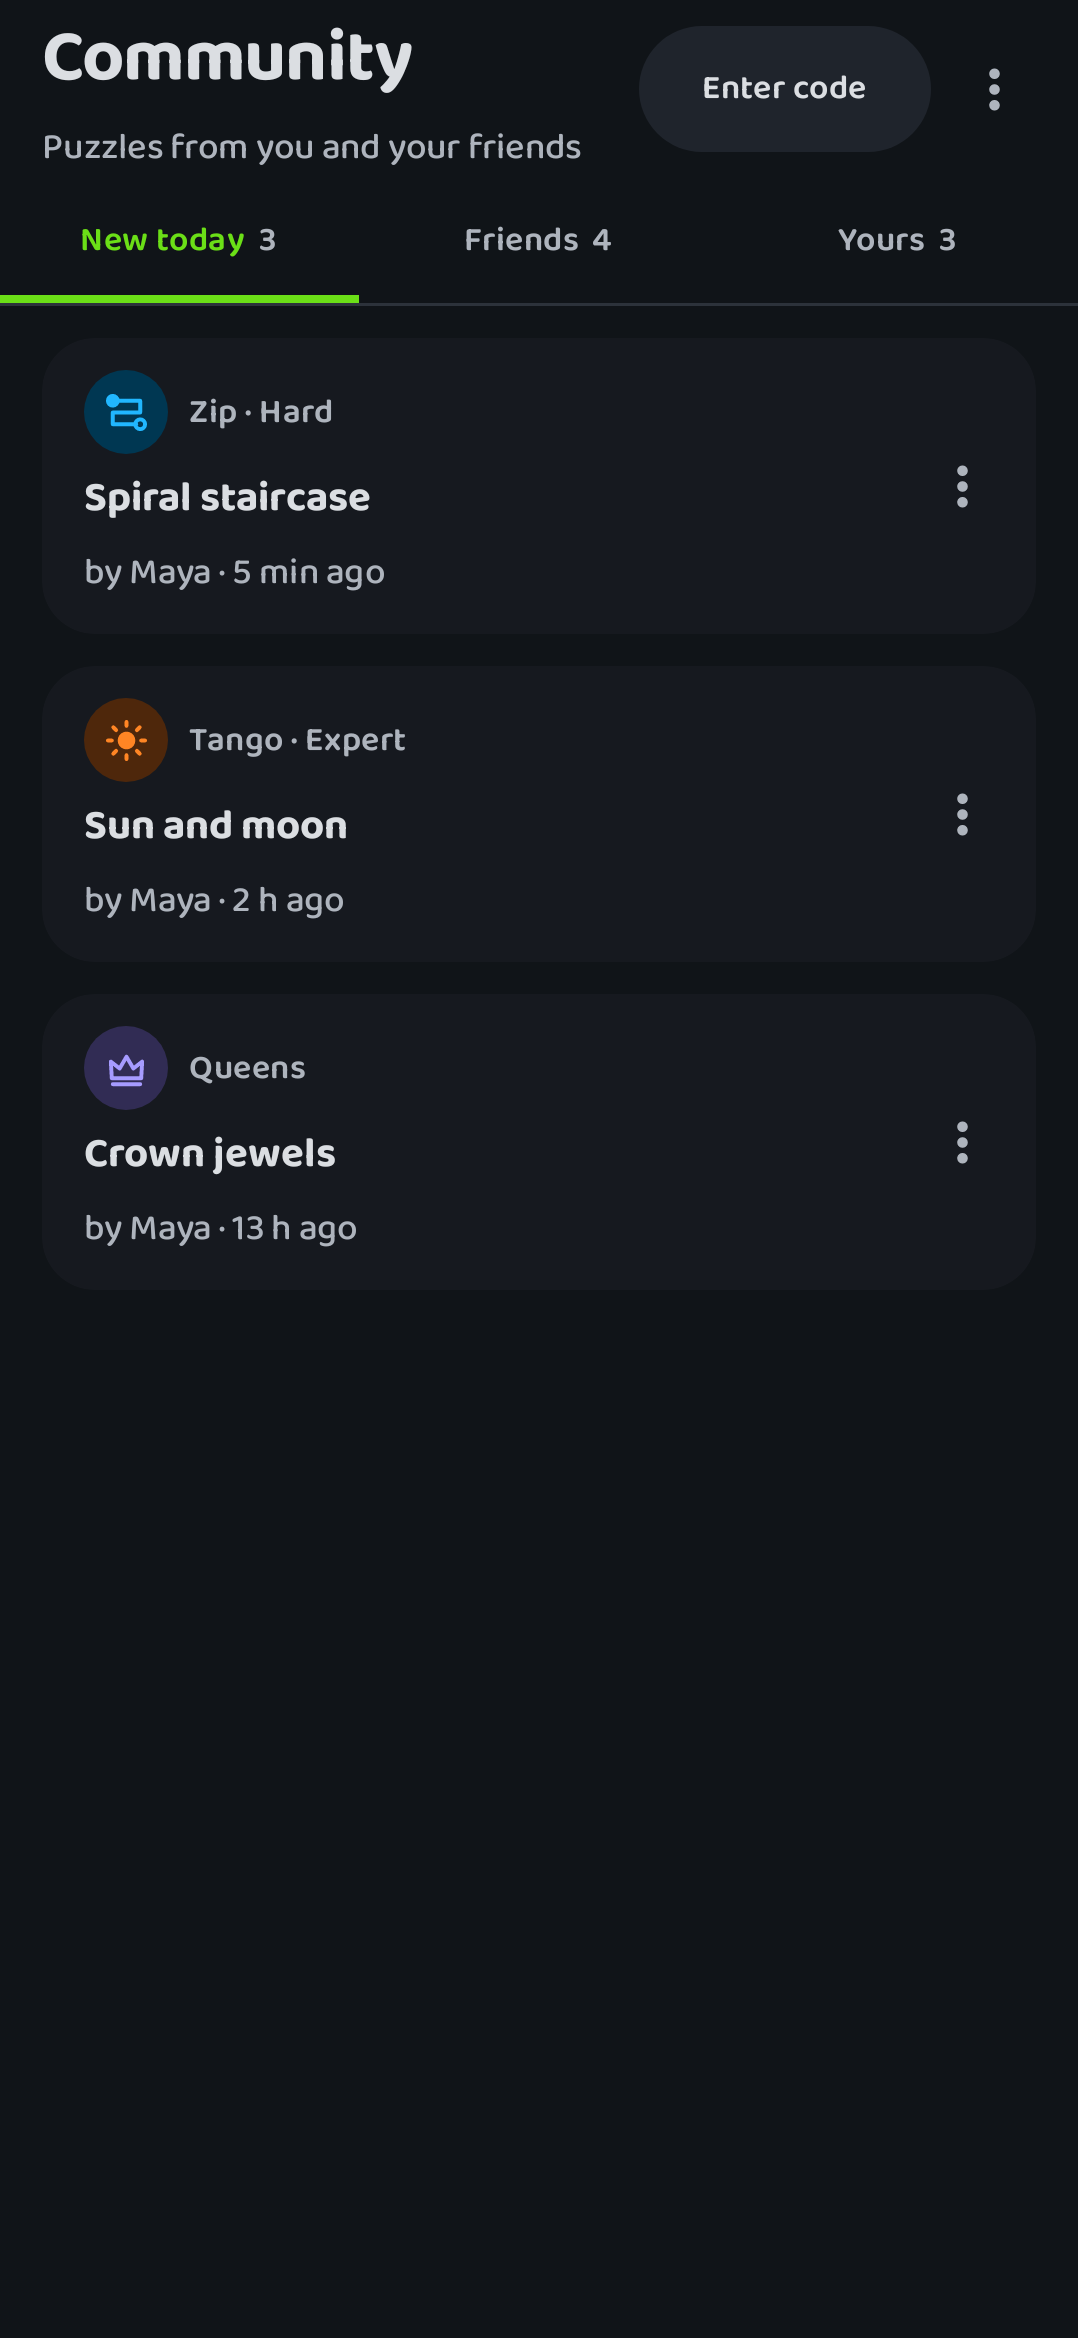 Community
Enter code
Puzzles from you and your friends
New today 3
Friends 4
Yours 3
Zip · Hard
Spiral staircase
by Maya · 5 min ago
Tango · Expert
Sun and moon
by Maya · 2 h ago
Queens
Crown jewels
by Maya · 13 h ago